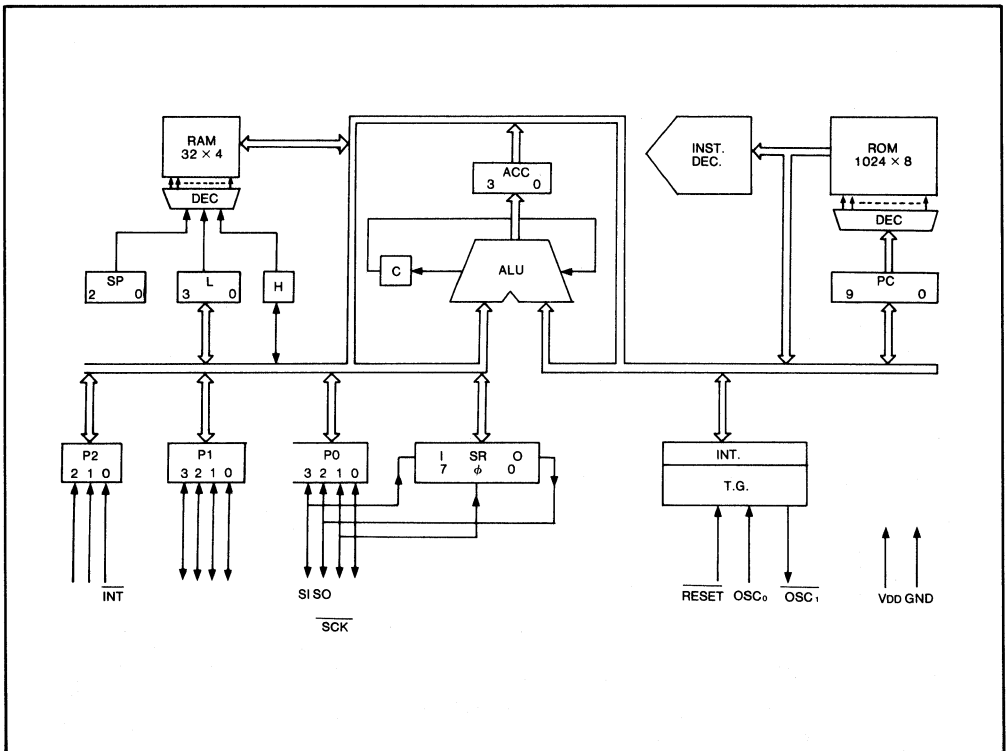 RAM
32 × 4
DEC
SP
2 0
L
3 0
H
ACC
3 0
C
ALU
INST.
DEC.
ROM
1024 × 8
DEC
PC
9 0
P2
2 1 0
INT
P1
3 2 1 0
P0
3 2 1 0
SI SO
SCK
I SR O
7 ϕ 0
INT.
T.G.
RESET OSC₀ OSC₁
VDD GND